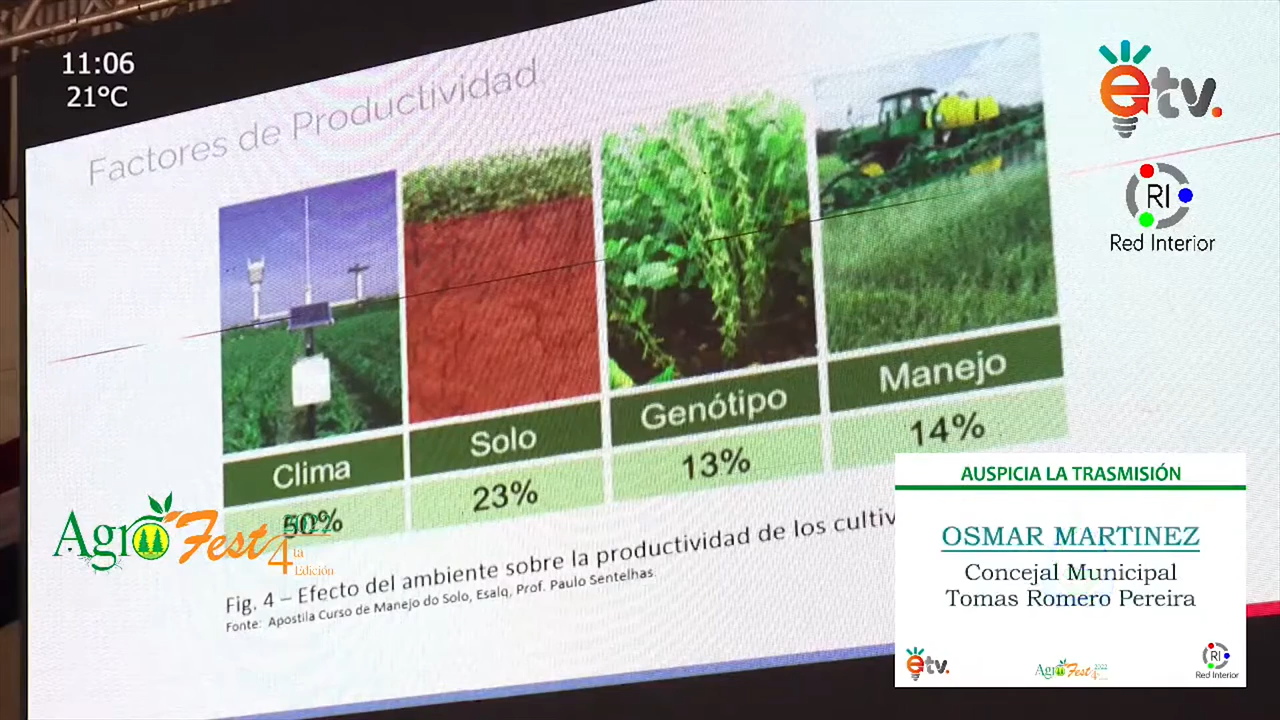 11:06
21°C
Factores de Productividad
etv.
RI
Red Interior
Clima
Solo
Genótipo
Manejo
50%
23%
13%
14%
Agro Fest
4ta
Edición
Fig. 4 – Efecto del ambiente sobre la productividad de los
Fonte: Apostila Curso de Manejo do Solo, Esalq, Prof. Paulo Sentelhas.
AUSPICIA LA TRASMISIÓN
OSMAR MARTINEZ
Concejal Municipal
Tomas Romero Pereira
etv.
Agro Fest 2022
4
RI
Red Interior